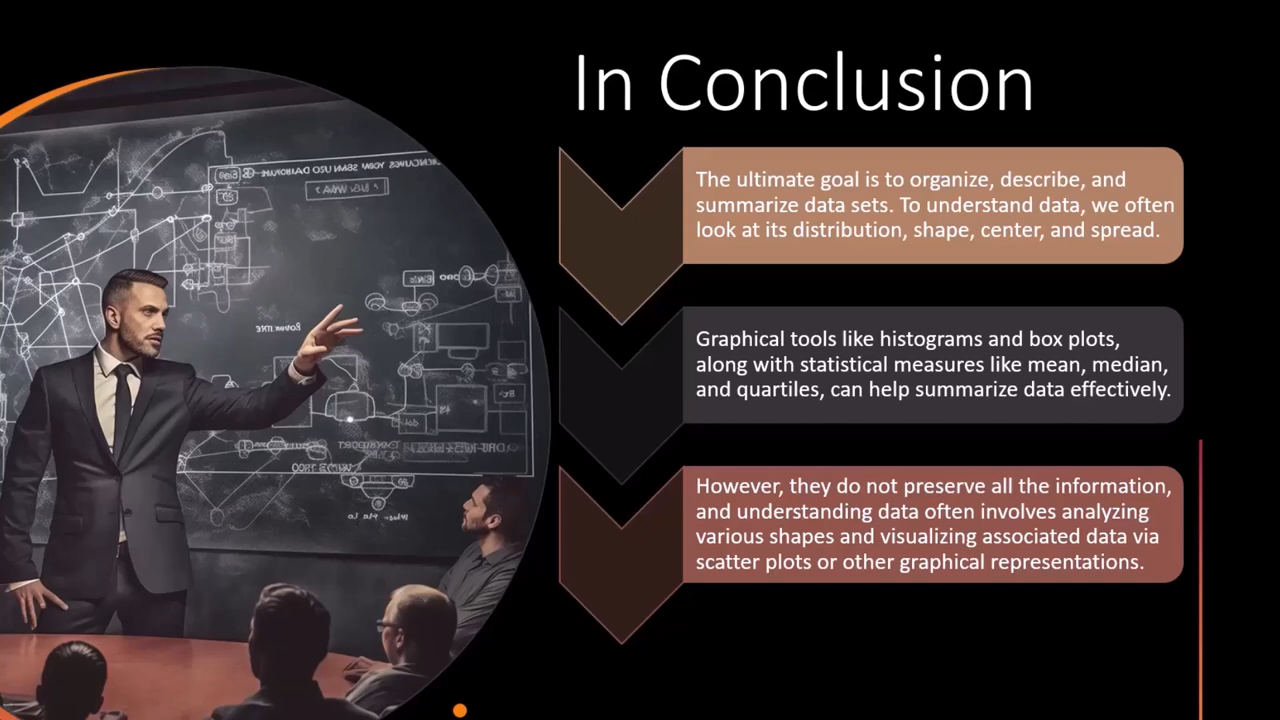 In Conclusion
The ultimate goal is to organize, describe, and
summarize data sets. To understand data, we often
look at its distribution, shape, center, and spread.
Graphical tools like histograms and box plots,
along with statistical measures like mean, median,
and quartiles, can help summarize data effectively.
However, they do not preserve all the information,
and understanding data often involves analyzing
various shapes and visualizing associated data via
scatter plots or other graphical representations.